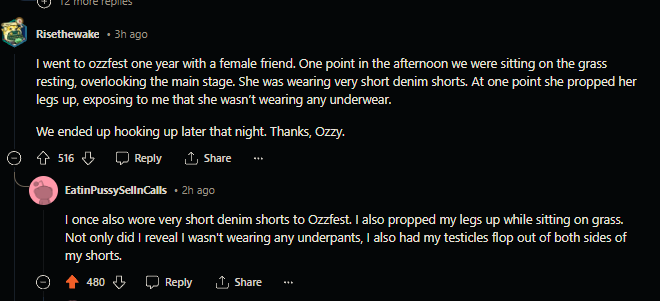 12 more replies
Risethewake • 3h ago
I went to ozzfest one year with a female friend. One point in the afternoon we were sitting on the grass
resting, overlooking the main stage. She was wearing very short denim shorts. At one point she propped her
legs up, exposing to me that she wasn't wearing any underwear.
We ended up hooking up later that night. Thanks, Ozzy.
516 Reply Share ...
EatinPussySellnCalls • 2h ago
I once also wore very short denim shorts to Ozzfest. I also propped my legs up while sitting on grass.
Not only did I reveal I wasn't wearing any underpants, I also had my testicles flop out of both sides of
my shorts.
480 Reply Share ...